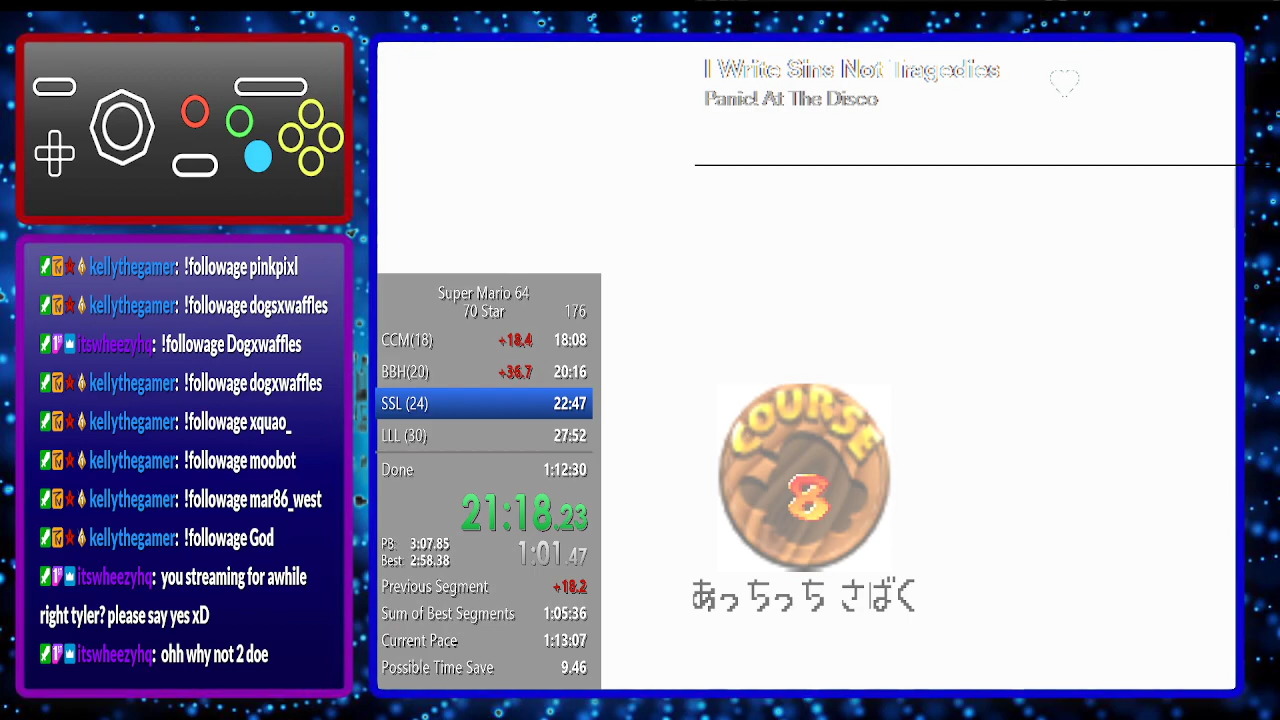 I Write Sins Not Tragedies
Panic! At The Disco
kellythegamer: !followage pinkpixl
kellythegamer: !followage dogsxwaffles
itswheezyhq: !followage Dogxwaffles
kellythegamer: !followage dogxwaffles
kellythegamer: !followage xquao_
kellythegamer: !followage moobot
kellythegamer: !followage mar86_west
kellythegamer: !followage God
itswheezyhq: you streaming for awhile
right tyler? please say yes xD
itswheezyhq: ohh why not 2 doe
Super Mario 64
70 Star 176
CCM(18) +18.4 18:08
BBH(20) +36.7 20:16
SSL (24) 22:47
LLL (30) 27:52
Done 1:12:30
21:18.23
PB: 3:07.85 1:01.47
Best: 2:58.38
Previous Segment +18.2
Sum of Best Segments 1:05:36
Current Pace 1:13:07
Possible Time Save 9.46
COURSE
8
あっちっち さばく